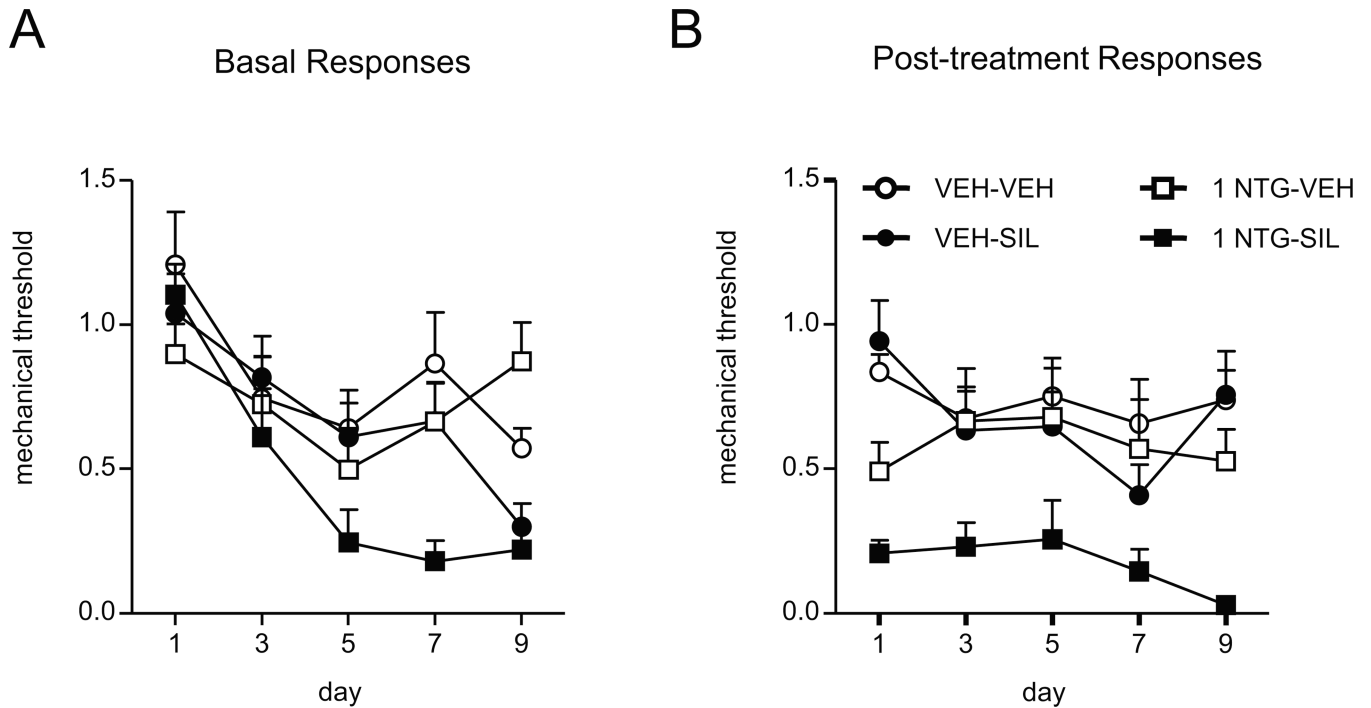 A
Basal Responses
mechanical threshold
1.5
1.0
0.5
0.0
1 3 5 7 9
day
B
Post-treatment Responses
mechanical threshold
1.5
1.0
0.5
0.0
VEH-VEH
1 NTG-VEH
VEH-SIL
1 NTG-SIL
1 3 5 7 9
day